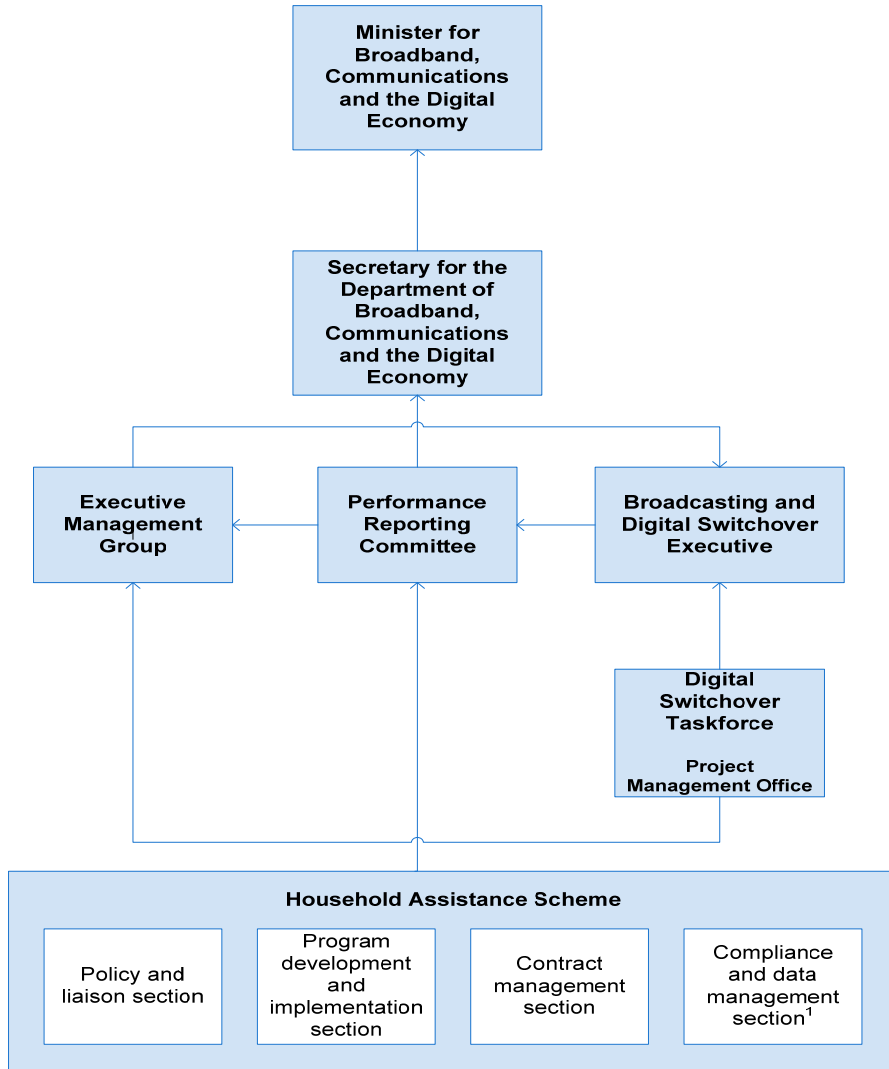 Minister for
Broadband,
Communications
and the Digital
Economy
Secretary for the
Department of
Broadband,
Communications
and the Digital
Economy
Executive
Management
Group
Performance
Reporting
Committee
Broadcasting and
Digital Switchover
Executive
Digital
Switchover
Taskforce
Project
Management Office
Household Assistance Scheme
Policy and
liaison section
Program
development
and
implementation
section
Contract
management
section
Compliance
and data
management
section¹